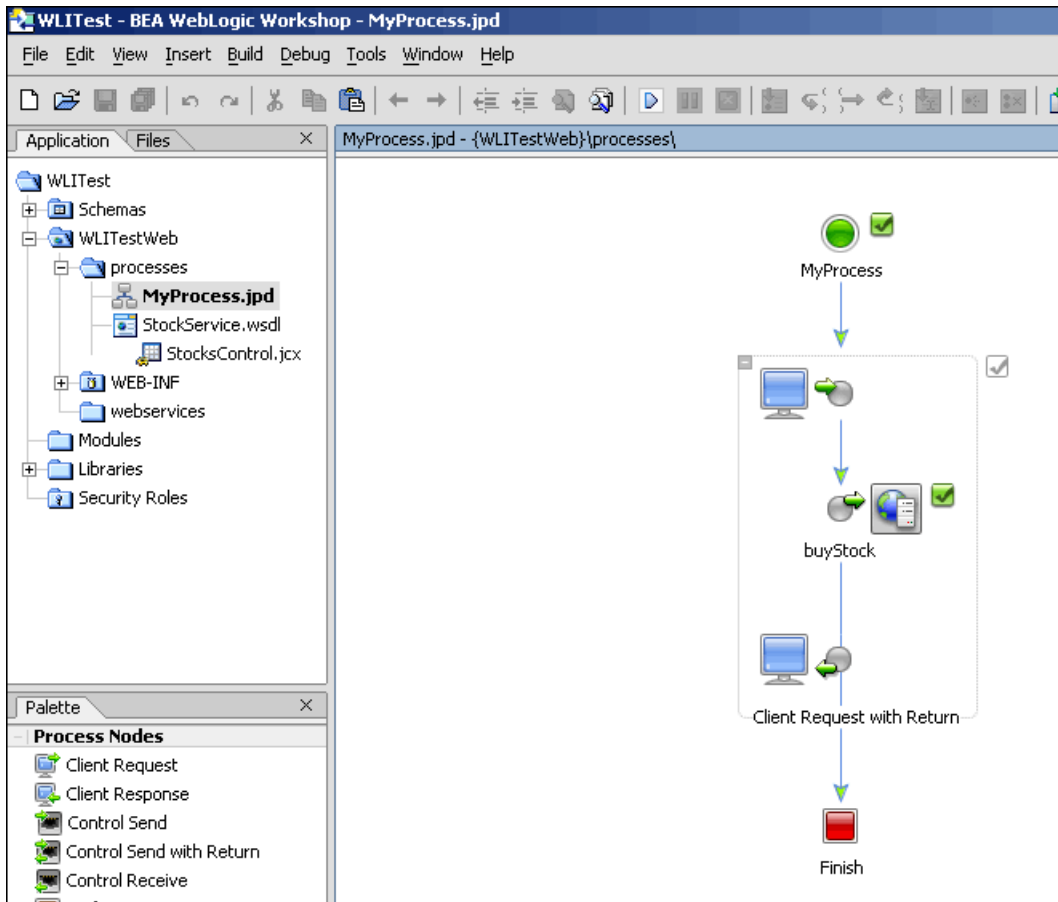 WLITest - BEA WebLogic Workshop - MyProcess.jpd
File Edit View Insert Build Debug Tools Window Help
Application Files
WLITest
Schemas
WLITestWeb
processes
MyProcess.jpd
StockService.wsdl
StocksControl.jcx
WEB-INF
webservices
Modules
Libraries
Security Roles
Palette
Process Nodes
Client Request
Client Response
Control Send
Control Send with Return
Control Receive
MyProcess.jpd - {WLITestWeb}\processes\
MyProcess
buyStock
Client Request with Return
Finish